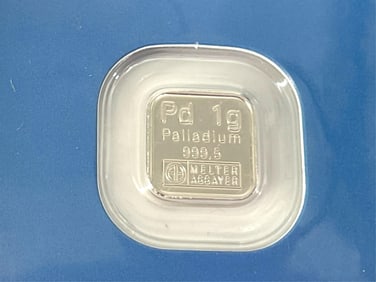 Pd 1g
Palladium
999,5
MELTER
ASSAYER